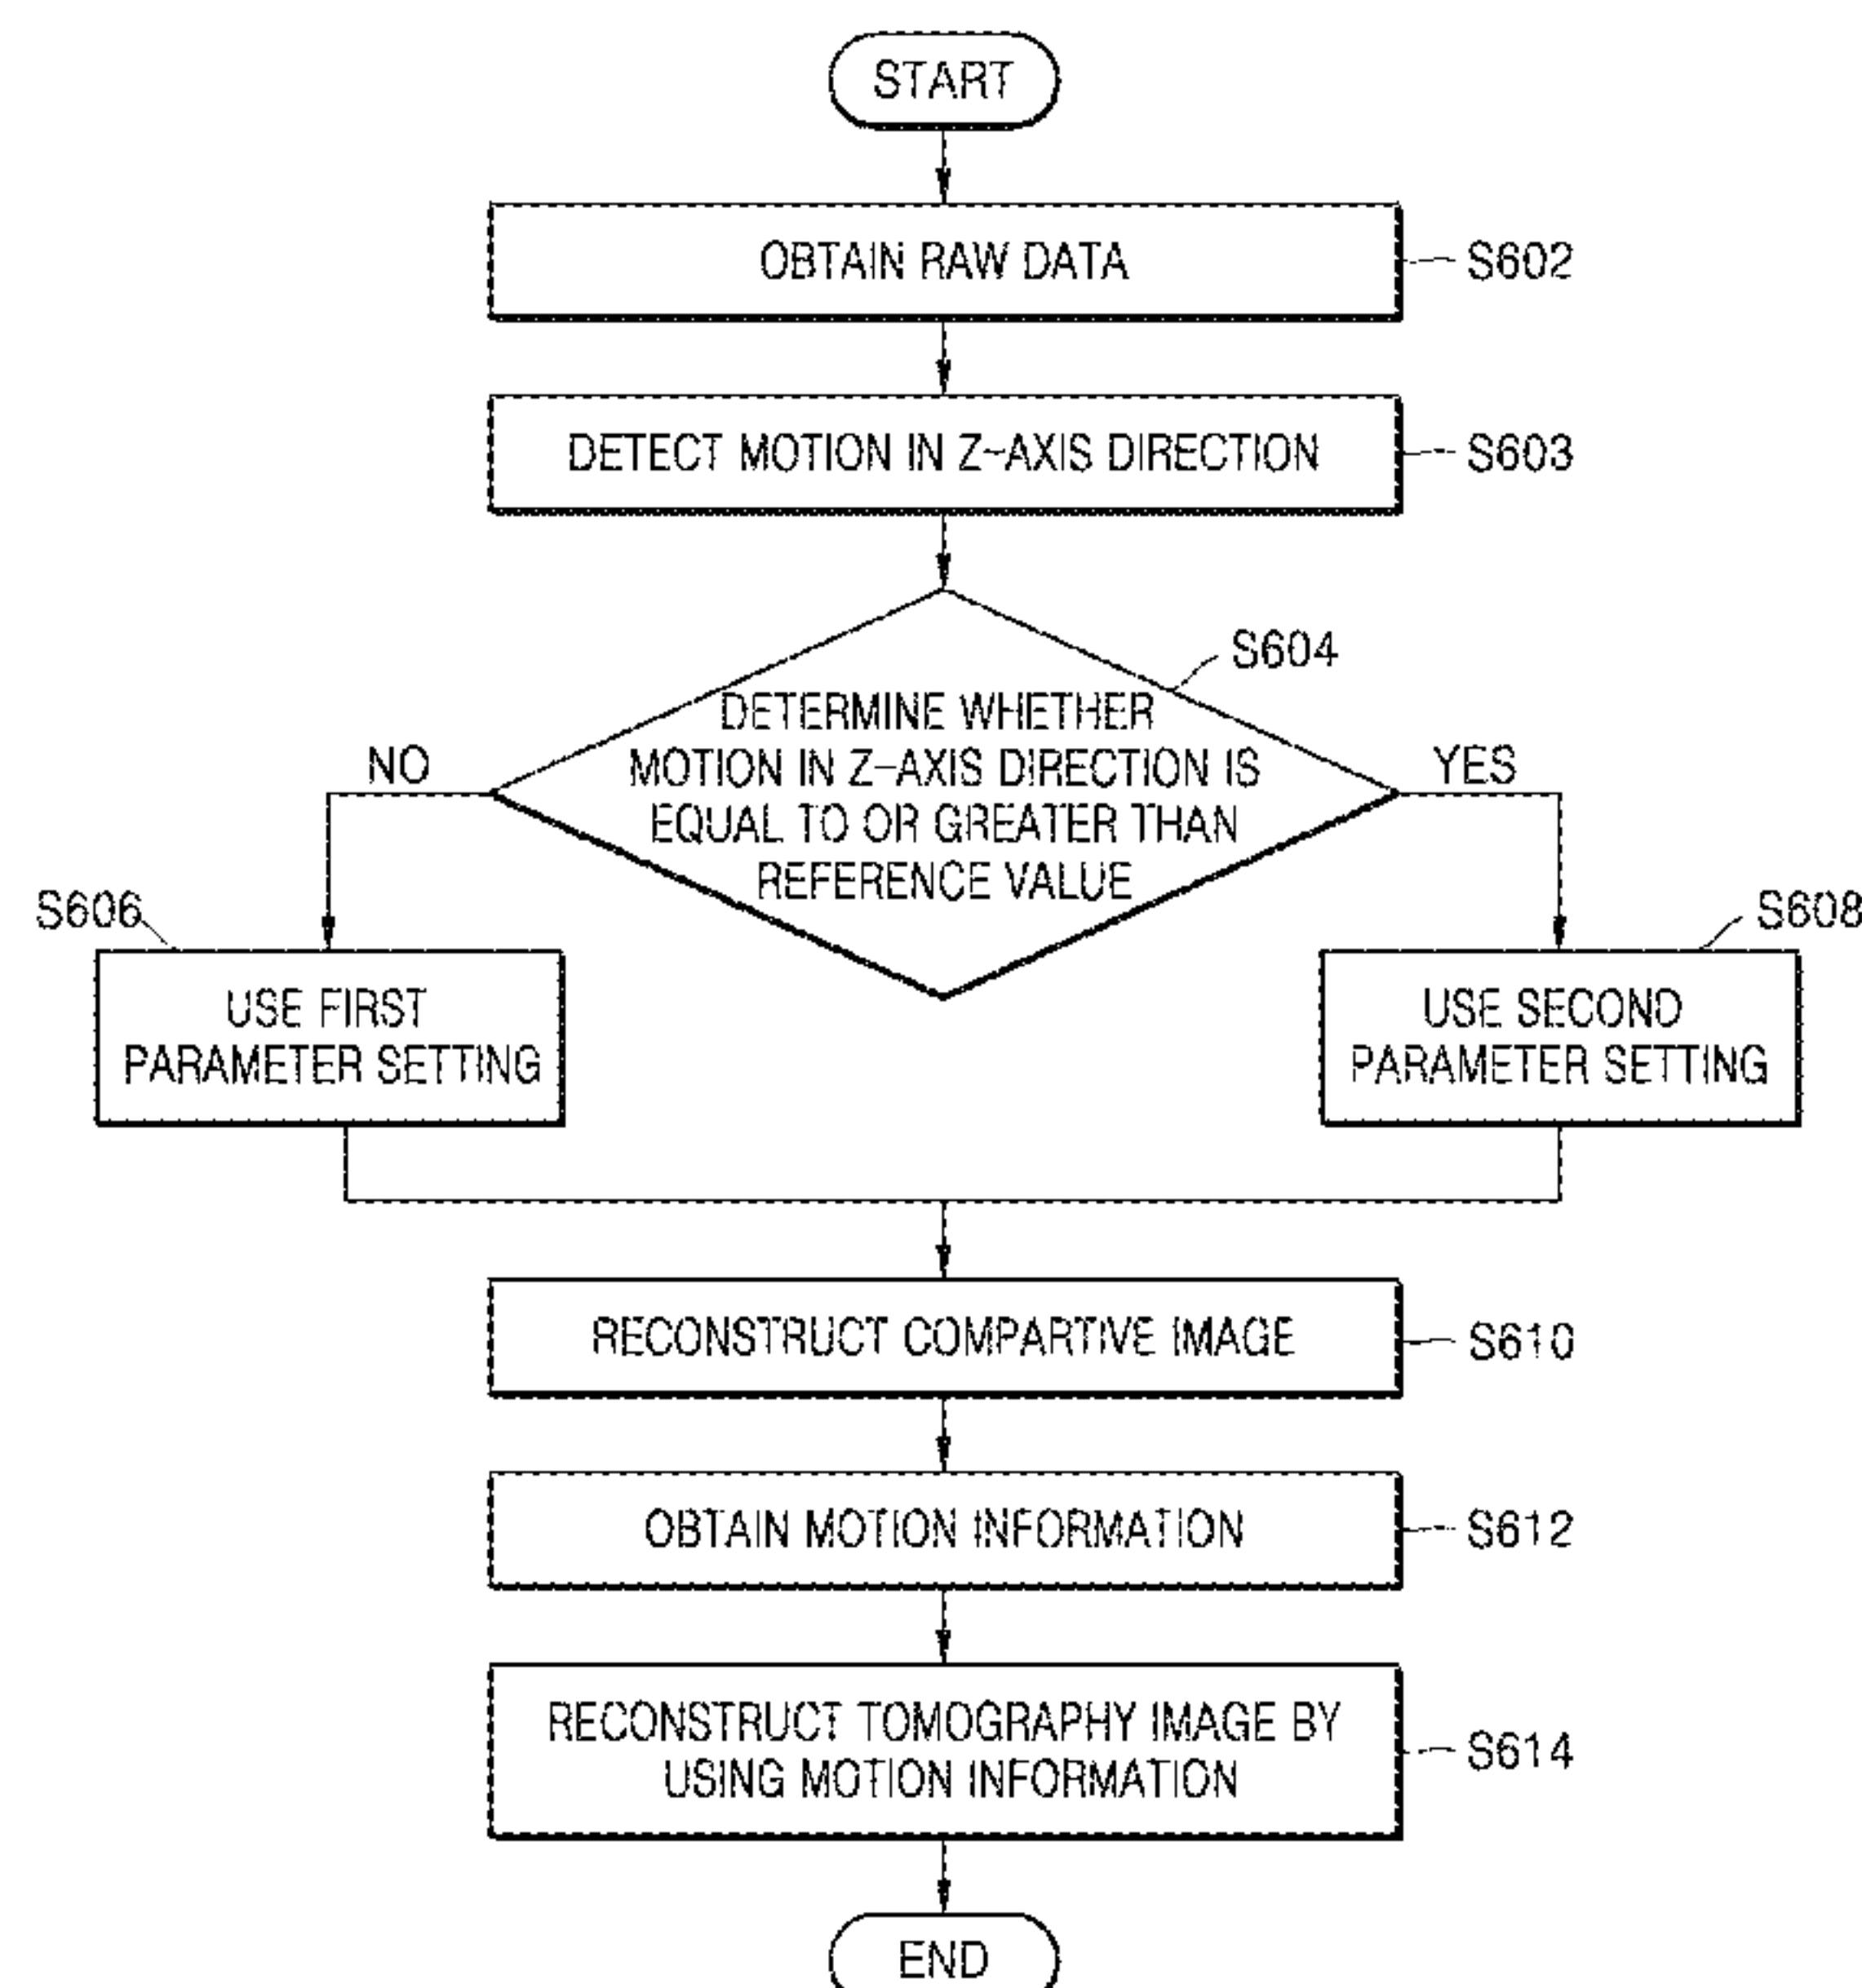 START
OBTAIN RAW DATA
S602
DETECT MOTION IN Z-AXIS DIRECTION
S603
S604
DETERMINE WHETHER
MOTION IN Z-AXIS DIRECTION IS
EQUAL TO OR GREATER THAN
REFERENCE VALUE
NO
YES
S606
USE FIRST
PARAMETER SETTING
S608
USE SECOND
PARAMETER SETTING
RECONSTRUCT COMPARTIVE IMAGE
S610
OBTAIN MOTION INFORMATION
S612
RECONSTRUCT TOMOGRAPHY IMAGE BY
USING MOTION INFORMATION
S614
END